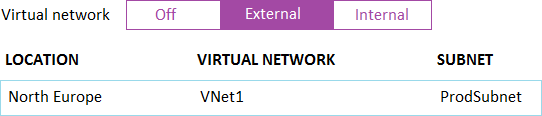 Virtual network Off External Internal
LOCATION VIRTUAL NETWORK SUBNET
North Europe VNet1 ProdSubnet